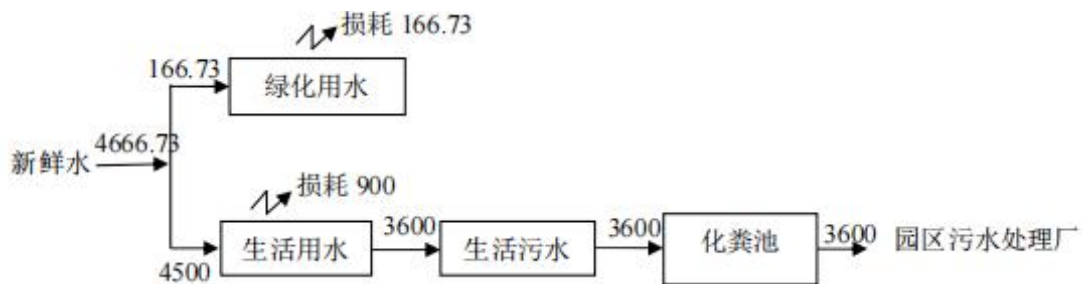 损耗 166.73
166.73
绿化用水
新鲜水
4666.73
损耗 900
4500
生活用水
3600
生活污水
3600
化粪池
3600
园区污水处理厂